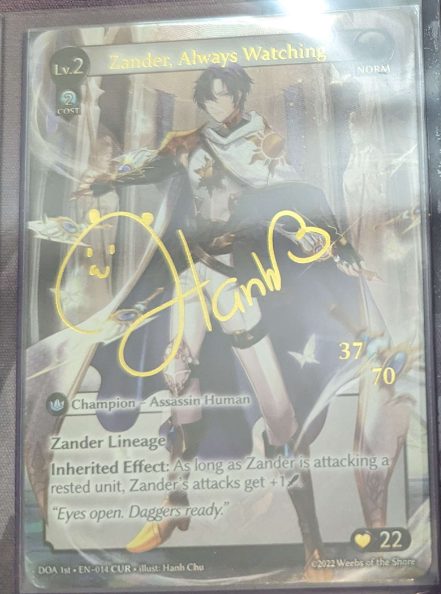 Zander, Always Watching
Lv.2
NORM
2
COST
Hanh
37
70
Champion – Assassin Human
Zander Lineage
Inherited Effect: As long as Zander is attacking a
rested unit, Zander's attacks get +1
"Eyes open. Daggers ready."
22
DOA 1st • EN-014 CUR • illust: Hanh Chu
©2022 Weebs of the Shore